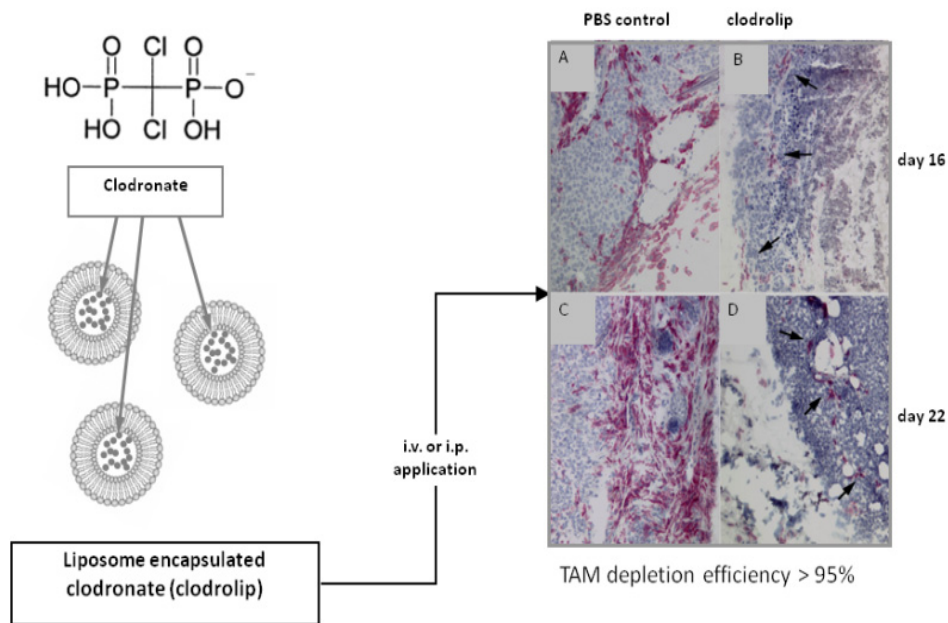 O Cl O
HO-P P-O⁻
HO Cl OH
Clodronate
Liposome encapsulated
clodronate (clodrolip)
i.v. or i.p.
application
PBS control
clodrolip
A
B
day 16
C
D
day 22
TAM depletion efficiency > 95%